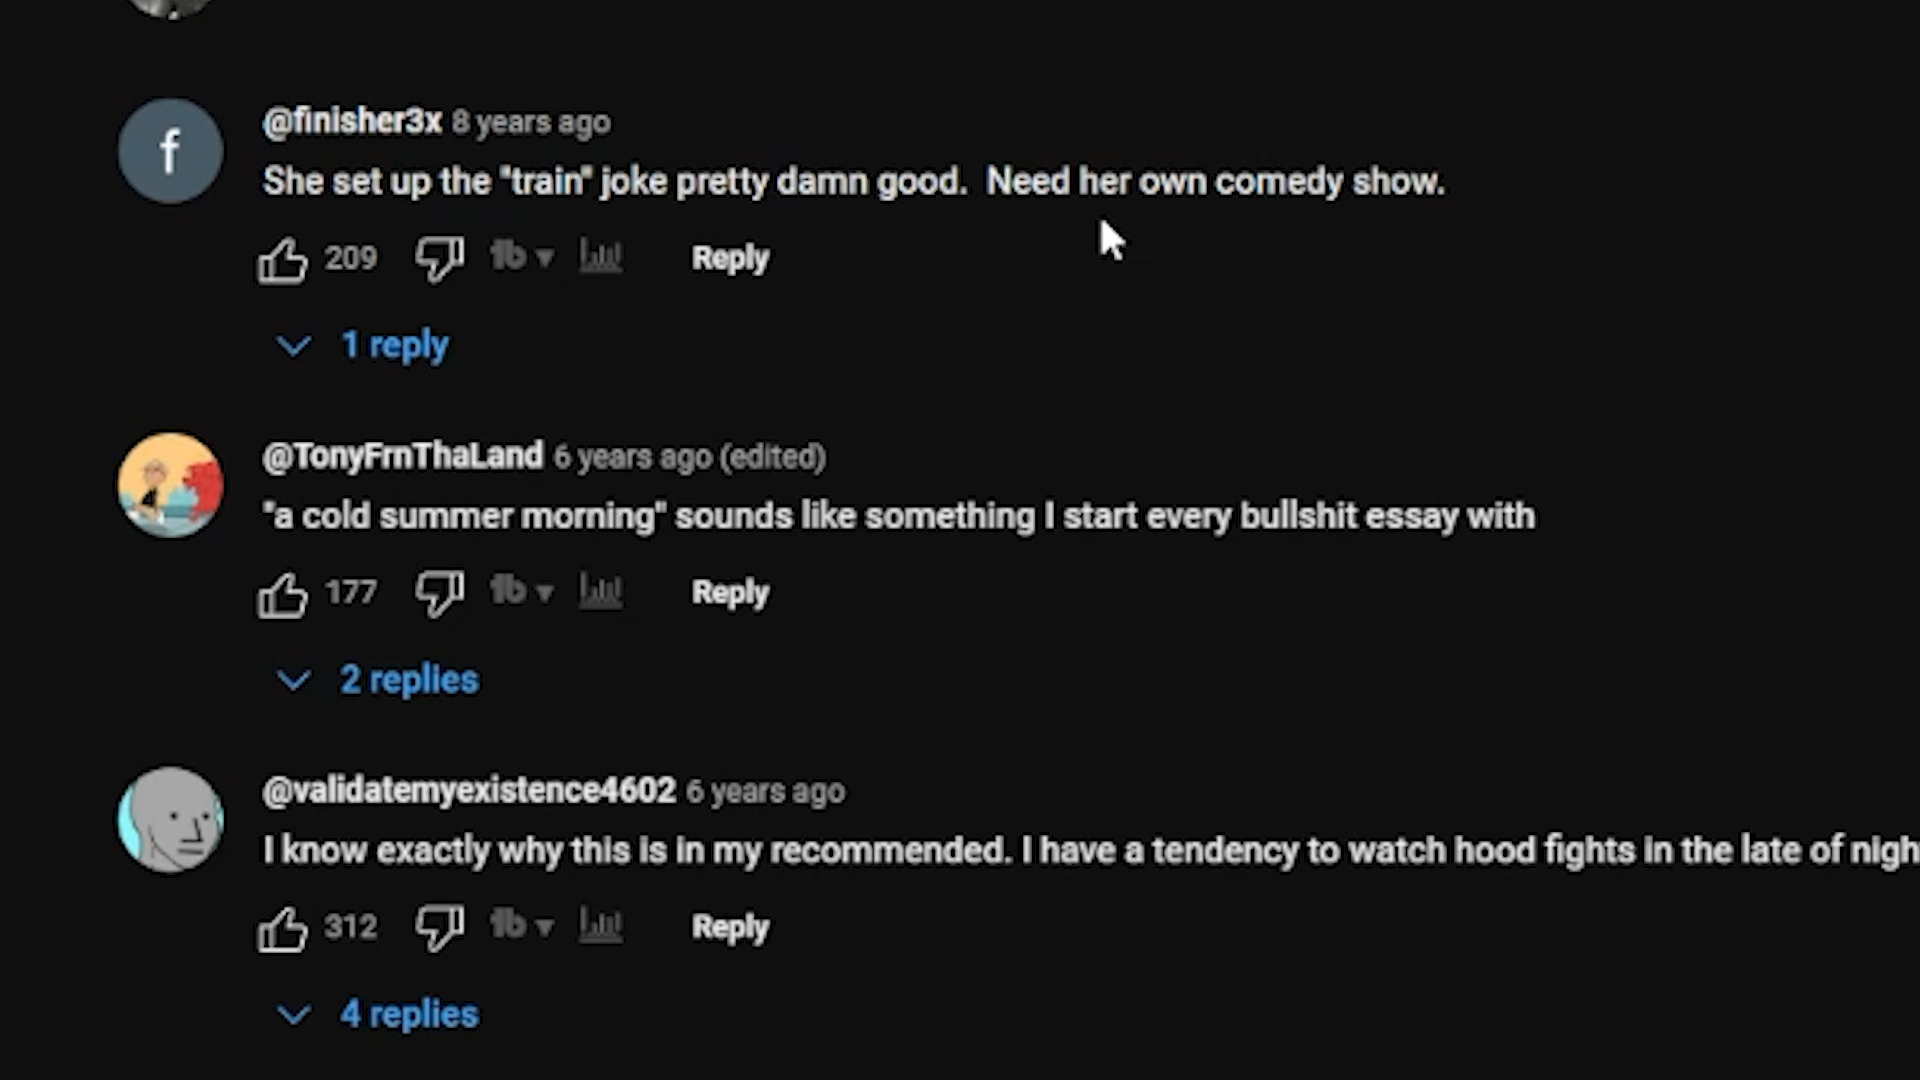 f
@finisher3x 8 years ago
She set up the "train" joke pretty damn good.  Need her own comedy show.
209 1b Reply
1 reply
@TonyFrnThaLand 6 years ago (edited)
"a cold summer morning" sounds like something I start every bullshit essay with
177 1b Reply
2 replies
@validatemyexistence4602 6 years ago
I know exactly why this is in my recommended. I have a tendency to watch hood fights in the late of nigh
312 1b Reply
4 replies